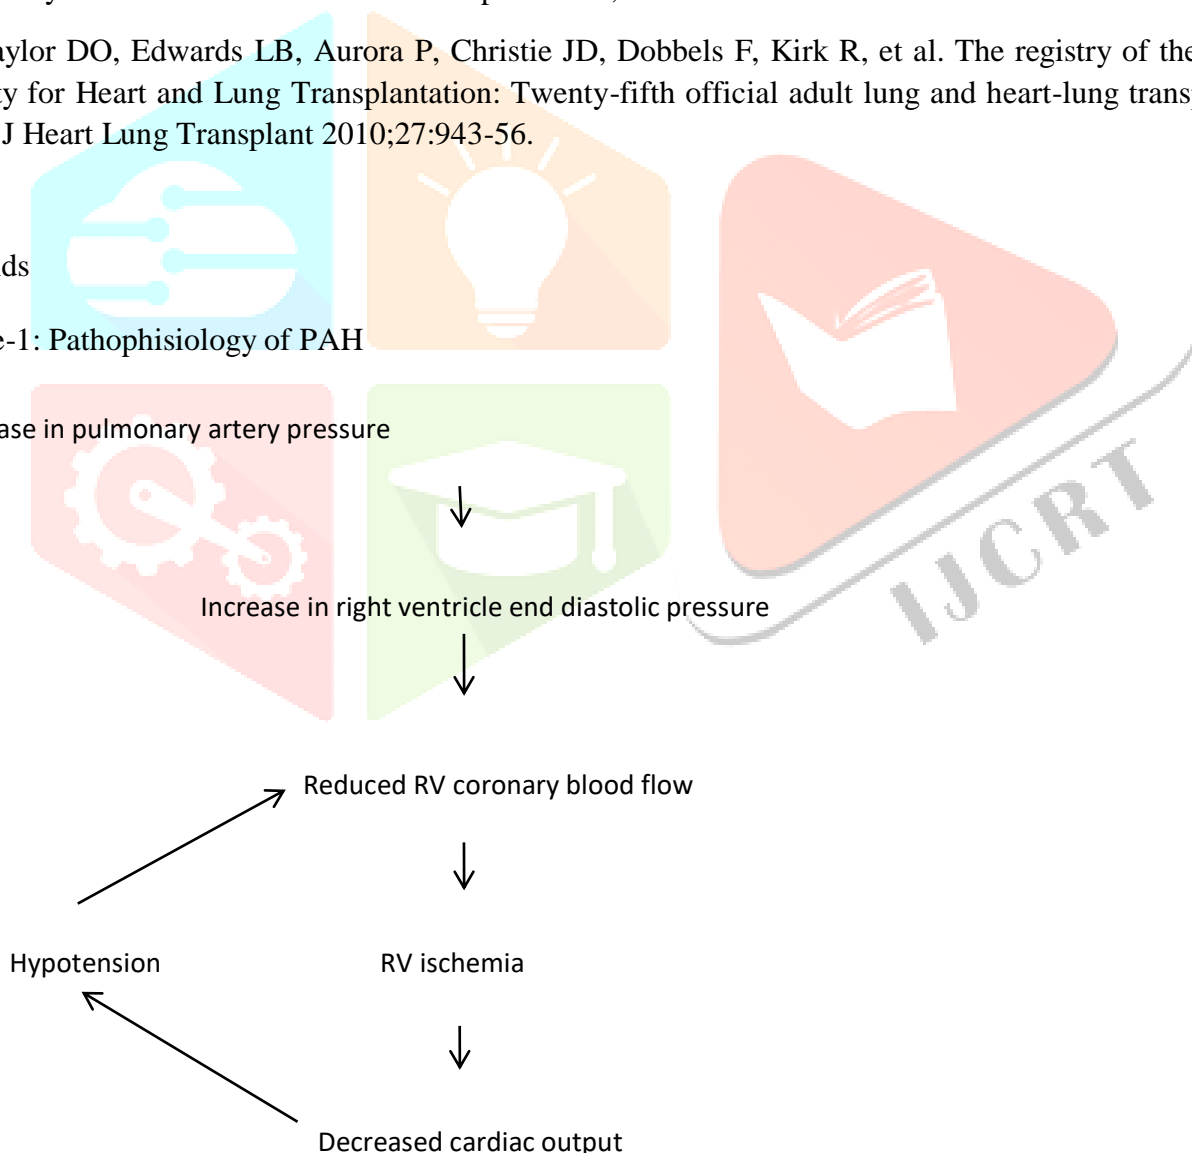 aylor DO, Edwards LB, Aurora P, Christie JD, Dobbels F, Kirk R, et al. The registry of the
ty for Heart and Lung Transplantation: Twenty-fifth official adult lung and heart-lung transp
J Heart Lung Transplant 2010;27:943-56.
nds
e-1: Pathophisiology of PAH
ase in pulmonary artery pressure
IJCRT
Increase in right ventricle end diastolic pressure
Reduced RV coronary blood flow
Hypotension RV ischemia
Decreased cardiac output